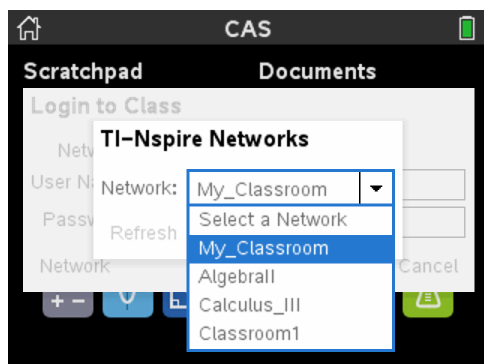 CAS
Scratchpad Documents
Login to Class
TI-Nspire Networks
User N
Network: My_Classroom
Select a Network
Passw
Refresh
My_Classroom
Network
AlgebraII
Cancel
Calculus_III
Classroom1